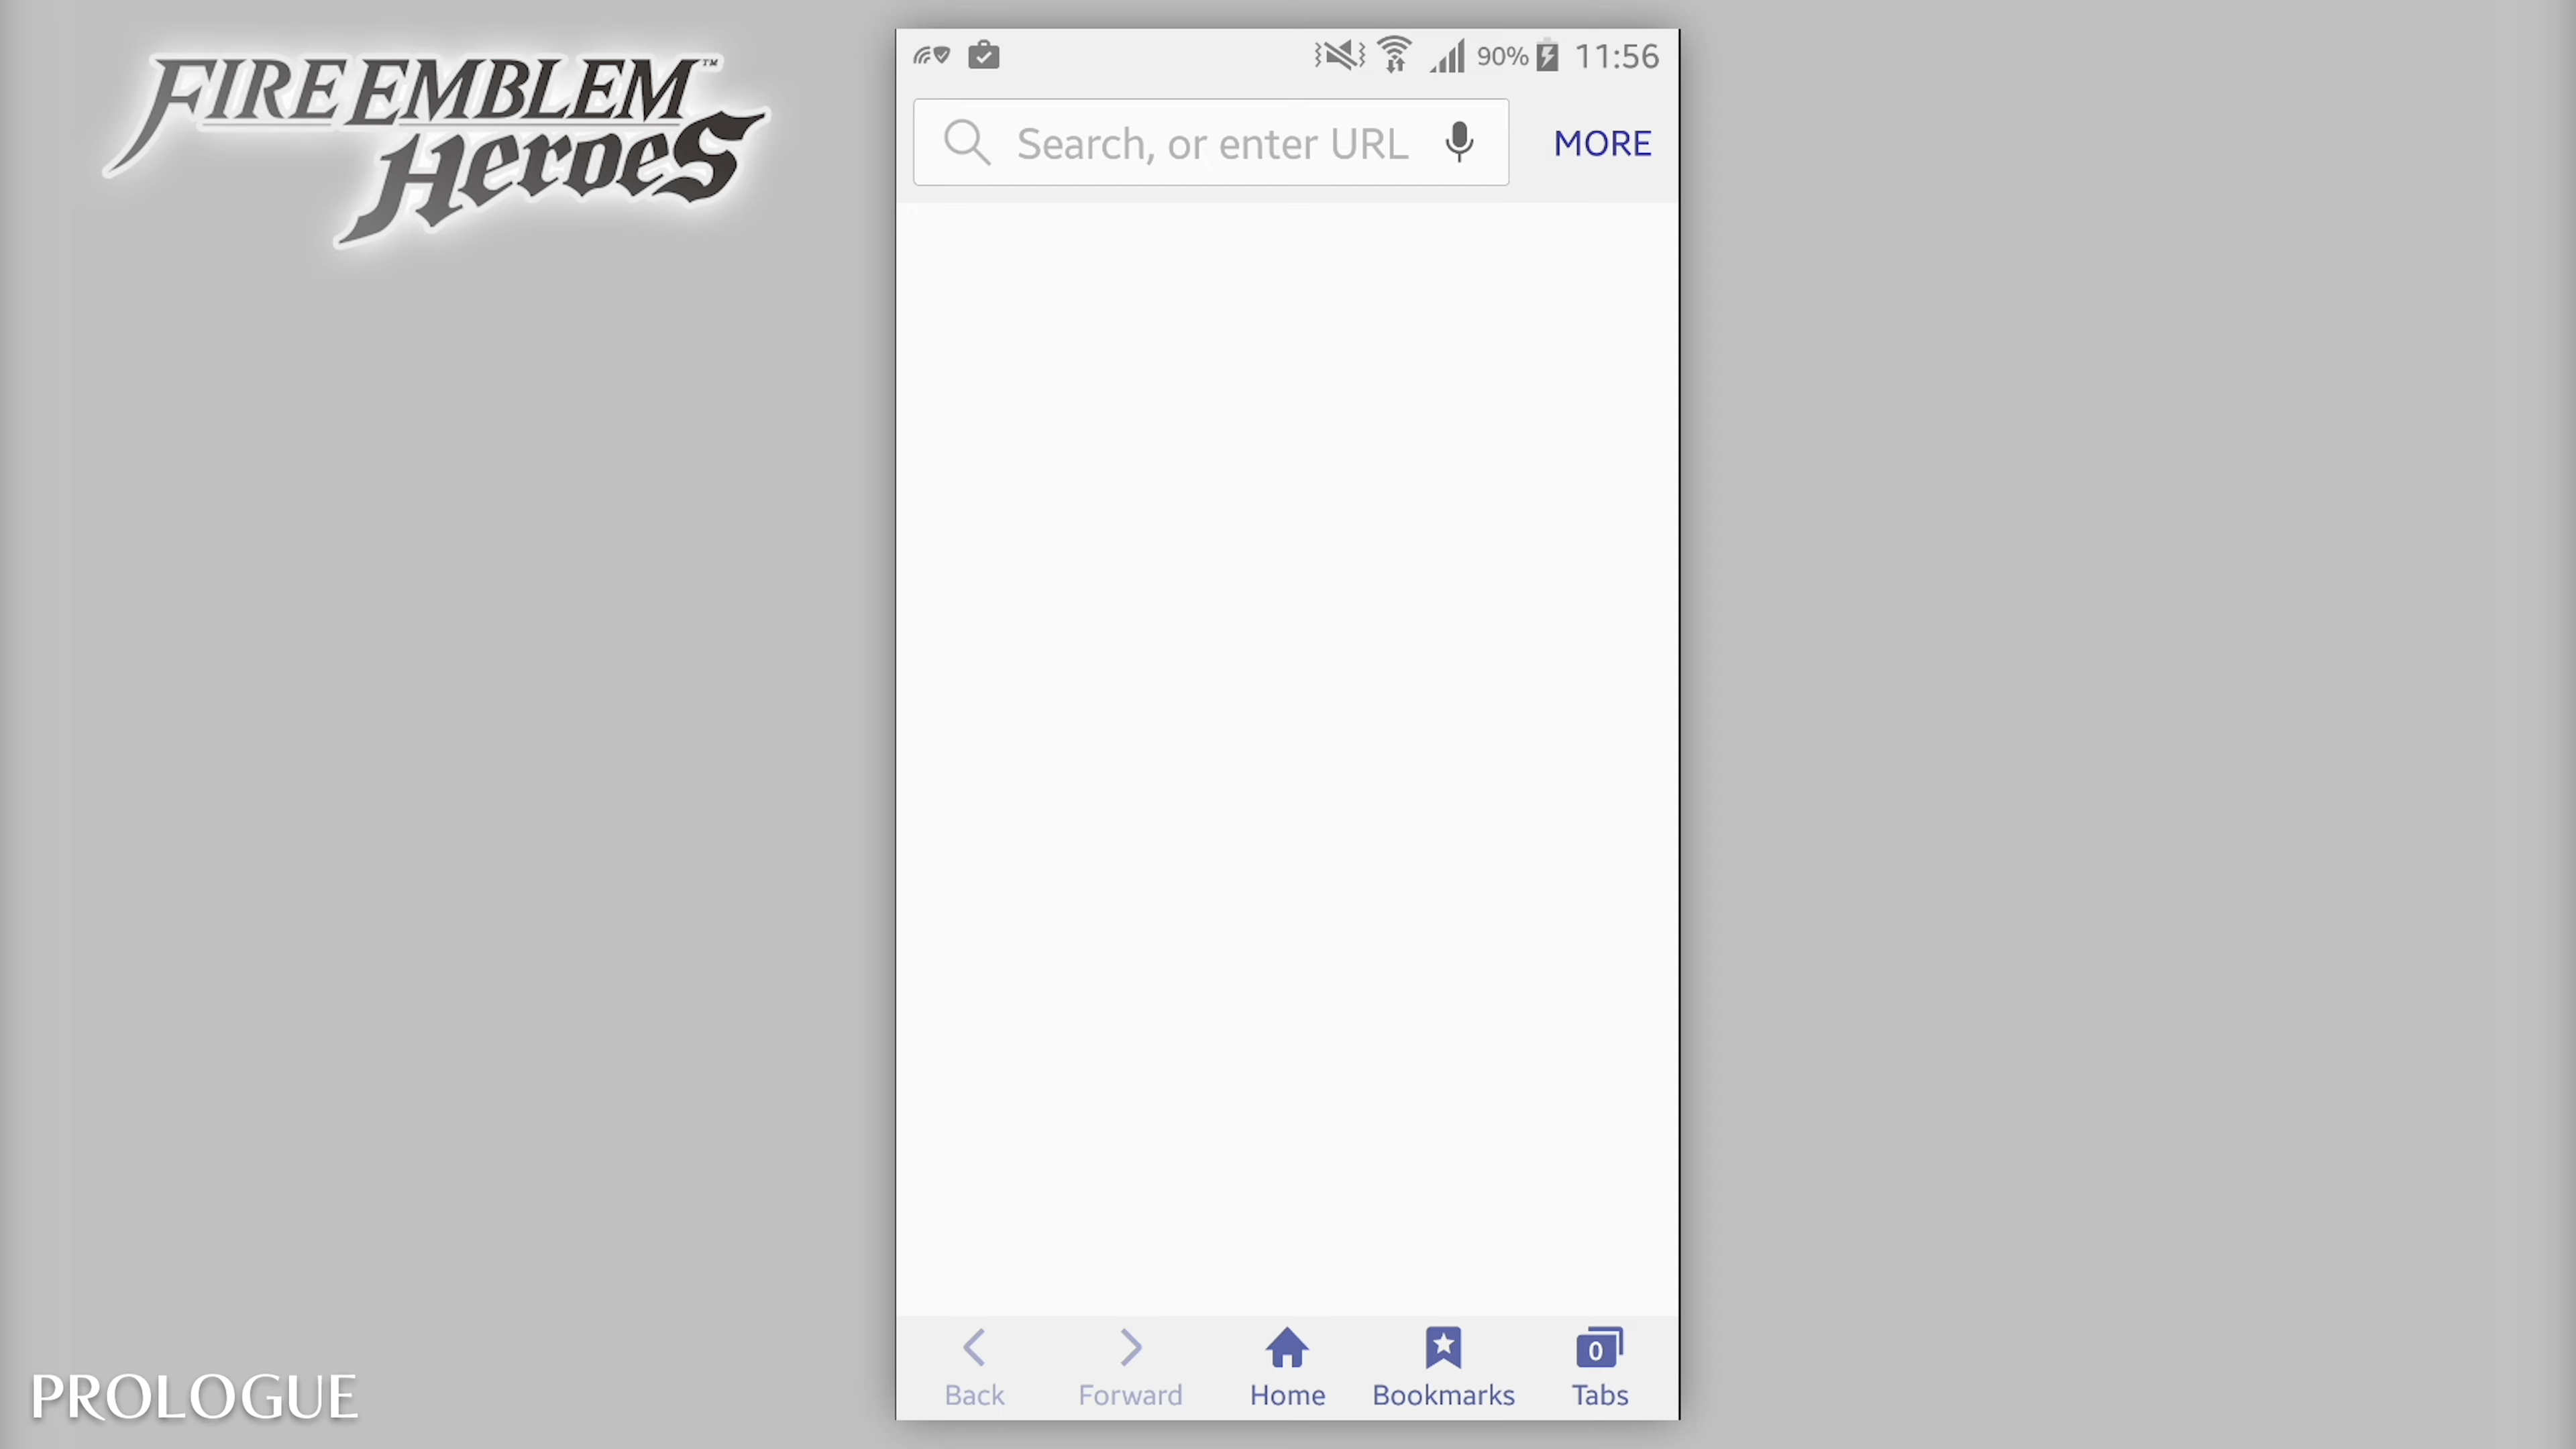 FIRE EMBLEM™
Heroes
90% 11:56
Search, or enter URL MORE
Back Forward Home Bookmarks 0 Tabs
PROLOGUE